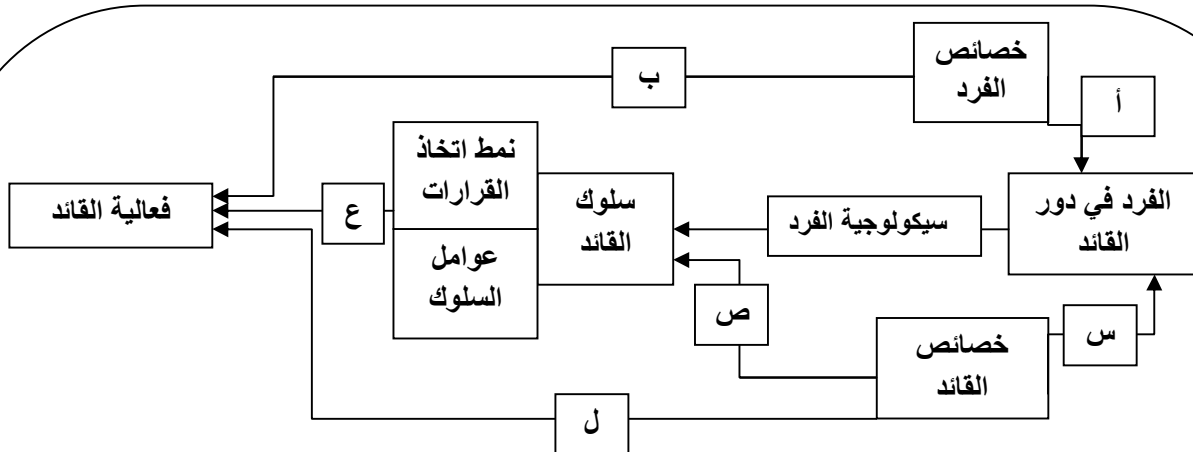 خصائص
الفرد
أ
ب
نمط اتخاذ
القرارات
عوامل
السلوك
الفرد في دور
القائد
سيكولوجية الفرد
سلوك
القائد
ع
فعالية القائد
س
ص
خصائص
القائد
ل